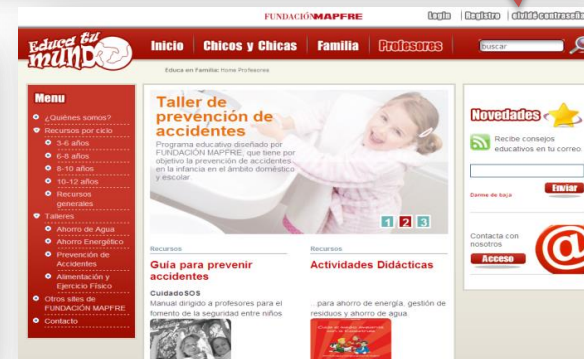 FUNDACIÓNMAPFRE
Login | Registro | olvidé contraseña
Educa tu
mUNDO
Inicio Chicos y Chicas Familia Profesores
buscar
Educa en Familia: Home Profesores
Menu
¿Quiénes somos?
Recursos por ciclo
3-6 años
6-8 años
8-10 años
10-12 años
Recursos
generales
Talleres
Ahorro de Agua
Ahorro Energético
Prevención de
Accidentes
Alimentación y
Ejercicio Físico
Otros sites de
FUNDACIÓN MAPFRE
Contacto
Taller de
prevención de
accidentes
Programa educativo diseñado por
FUNDACIÓN MAPFRE, que tiene por
objetivo la prevención de accidentes
en la infancia en el ámbito doméstico
y escolar
1 2 3
Recursos
Guía para prevenir
accidentes
CuidadoSOS
Manual dirigido a profesores para el
fomento de la seguridad entre niños
Recursos
Actividades Didácticas
...para ahorro de energía, gestión de
residuos y ahorro de agua.
Novedades
Recibe consejos
educativos en tu correo
Darme de baja
Enviar
Contacta con
nosotros
Acceso
@